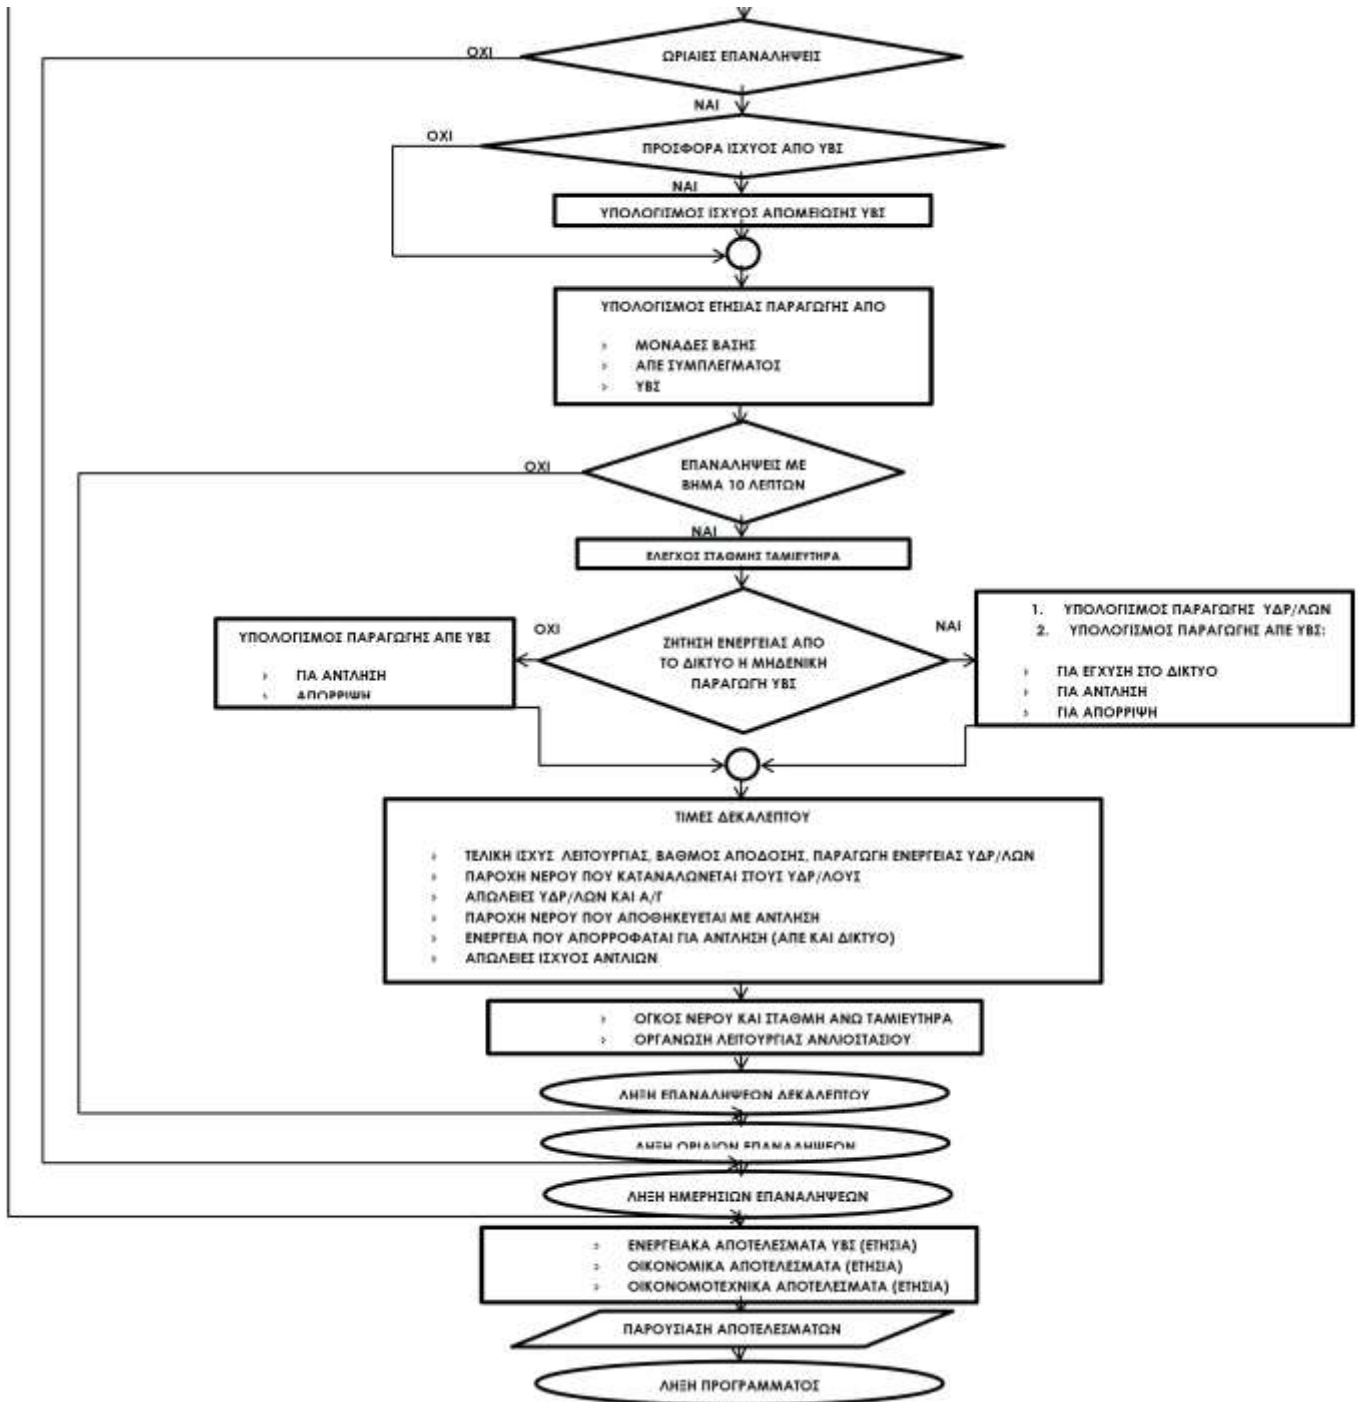 ΟΧΙ
ΩΡΙΑΙΕΣ ΕΠΑΝΑΛΗΨΕΙΣ
ΝΑΙ
ΟΧΙ
ΠΡΟΣΦΟΡΑ ΙΣΧΥΟΣ ΑΠΟ ΥΒΣ
ΝΑΙ
ΥΠΟΛΟΓΙΣΜΟΣ ΙΣΧΥΟΣ ΑΠΟΜΕΙΩΣΗΣ ΥΒΣ
ΥΠΟΛΟΓΙΣΜΟΣ ΕΤΗΣΙΑΣ ΠΑΡΑΓΩΓΗΣ ΑΠΟ
ΜΟΝΑΔΕΣ ΒΑΣΗΣ
ΑΠΕ ΣΥΜΠΛΕΓΜΑΤΟΣ
ΥΒΣ
ΟΧΙ
ΕΠΑΝΑΛΗΨΕΙΣ ΜΕ
ΒΗΜΑ 10 ΛΕΠΤΩΝ
ΝΑΙ
ΕΛΕΓΧΟΣ ΣΤΑΘΜΗΣ ΤΑΜΙΕΥΤΗΡΑ
ΥΠΟΛΟΓΙΣΜΟΣ ΠΑΡΑΓΩΓΗΣ ΑΠΕ ΥΒΣ
ΓΙΑ ΑΝΤΛΗΣΗ
ΑΠΟΡΡΙΨΗ
ΟΧΙ
ΖΗΤΗΣΗ ΕΝΕΡΓΕΙΑΣ ΑΠΟ
ΤΟ ΔΙΚΤΥΟ Η ΜΗΔΕΝΙΚΗ
ΠΑΡΑΓΩΓΗ ΥΒΣ
ΝΑΙ
1. ΥΠΟΛΟΓΙΣΜΟΣ ΠΑΡΑΓΩΓΗΣ ΥΔΡ/ΛΩΝ
2. ΥΠΟΛΟΓΙΣΜΟΣ ΠΑΡΑΓΩΓΗΣ ΑΠΕ ΥΒΣ:
ΓΙΑ ΕΓΧΥΣΗ ΣΤΟ ΔΙΚΤΥΟ
ΓΙΑ ΑΝΤΛΗΣΗ
ΓΙΑ ΑΠΟΡΡΙΨΗ
ΤΙΜΕΣ ΔΕΚΑΛΕΠΤΟΥ
ΤΕΛΙΚΗ ΙΣΧΥΣ ΛΕΙΤΟΥΡΓΙΑΣ, ΒΑΘΜΟΣ ΑΠΟΔΟΣΗΣ, ΠΑΡΑΓΩΓΗ ΕΝΕΡΓΕΙΑΣ ΥΔΡ/ΛΩΝ
ΠΑΡΟΧΗ ΝΕΡΟΥ ΠΟΥ ΚΑΤΑΝΑΛΩΝΕΤΑΙ ΣΤΟΥΣ ΥΔΡ/ΛΟΥΣ
ΑΠΩΛΕΙΕΣ ΥΔΡ/ΛΩΝ ΚΑΙ Α/Γ
ΠΑΡΟΧΗ ΝΕΡΟΥ ΠΟΥ ΑΠΟΘΗΚΕΥΕΤΑΙ ΜΕ ΑΝΤΛΗΣΗ
ΕΝΕΡΓΕΙΑ ΠΟΥ ΑΠΟΡΡΟΦΑΤΑΙ ΓΙΑ ΑΝΤΛΗΣΗ (ΑΠΕ ΚΑΙ ΔΙΚΤΥΟ)
ΑΠΩΛΕΙΕΣ ΙΣΧΥΟΣ ΑΝΤΛΙΩΝ
ΟΓΚΟΣ ΝΕΡΟΥ ΚΑΙ ΣΤΑΘΜΗ ΑΝΩ ΤΑΜΙΕΥΤΗΡΑ
ΟΡΓΑΝΩΣΗ ΛΕΙΤΟΥΡΓΙΑΣ ΑΝΛΙΟΣΤΑΣΙΟΥ
ΛΗΞΗ ΕΠΑΝΑΛΗΨΕΩΝ ΔΕΚΑΛΕΠΤΟΥ
ΛΗΞΗ ΩΡΙΑΙΩΝ ΕΠΑΝΑΛΗΨΕΩΝ
ΛΗΞΗ ΗΜΕΡΗΣΙΩΝ ΕΠΑΝΑΛΗΨΕΩΝ
ΕΝΕΡΓΕΙΑΚΑ ΑΠΟΤΕΛΕΣΜΑΤΑ ΥΒΣ (ΕΤΗΣΙΑ)
ΟΙΚΟΝΟΜΙΚΑ ΑΠΟΤΕΛΕΣΜΑΤΑ (ΕΤΗΣΙΑ)
ΟΙΚΟΝΟΜΟΤΕΧΝΙΚΑ ΑΠΟΤΕΛΕΣΜΑΤΑ (ΕΤΗΣΙΑ)
ΠΑΡΟΥΣΙΑΣΗ ΑΠΟΤΕΛΕΣΜΑΤΩΝ
ΛΗΞΗ ΠΡΟΓΡΑΜΜΑΤΟΣ